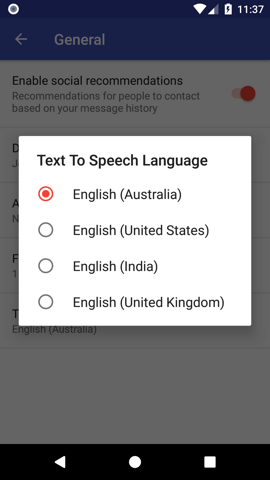 11:37
General
Enable social recommendations
Recommendations for people to contact
based on your message history
Text To Speech Language
English (Australia)
English (United States)
English (India)
English (United Kingdom)
English (Australia)